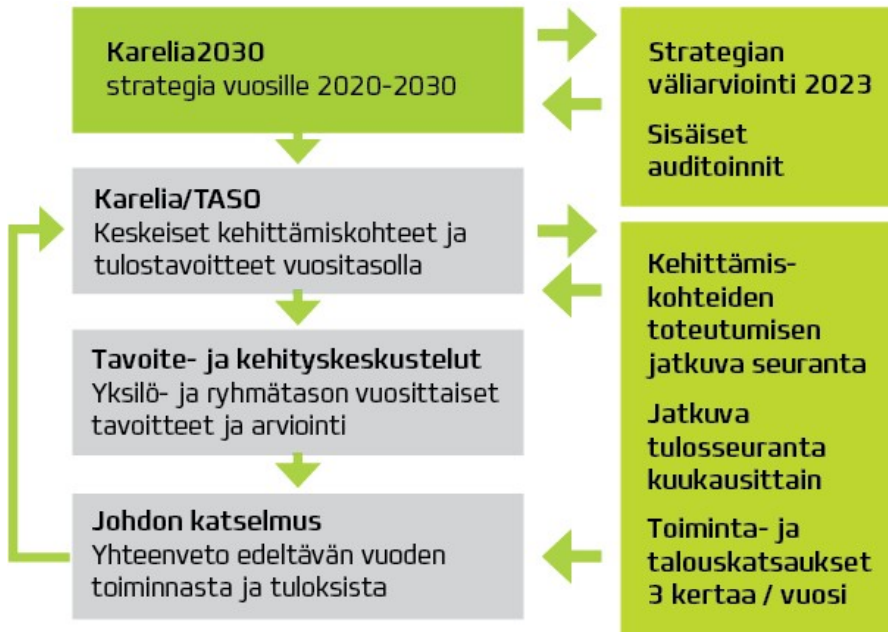 Karelia2030
strategia vuosille 2020-2030
Strategian
väliarviointi 2023
Sisäiset
auditoinnit
Karelia/TASO
Keskeiset kehittämiskohteet ja
tulostavoitteet vuositasolla
Tavoite- ja kehityskeskustelut
Yksilö- ja ryhmätason vuosittaiset
tavoitteet ja arviointi
Johdon katselmus
Yhteenveto edeltävän vuoden
toiminnasta ja tuloksista
Kehittämis-
kohteiden
toteutumisen
jatkuva seuranta
Jatkuva
tulosseuranta
kuukausittain
Toiminta- ja
talouskatsaukset
3 kertaa / vuosi